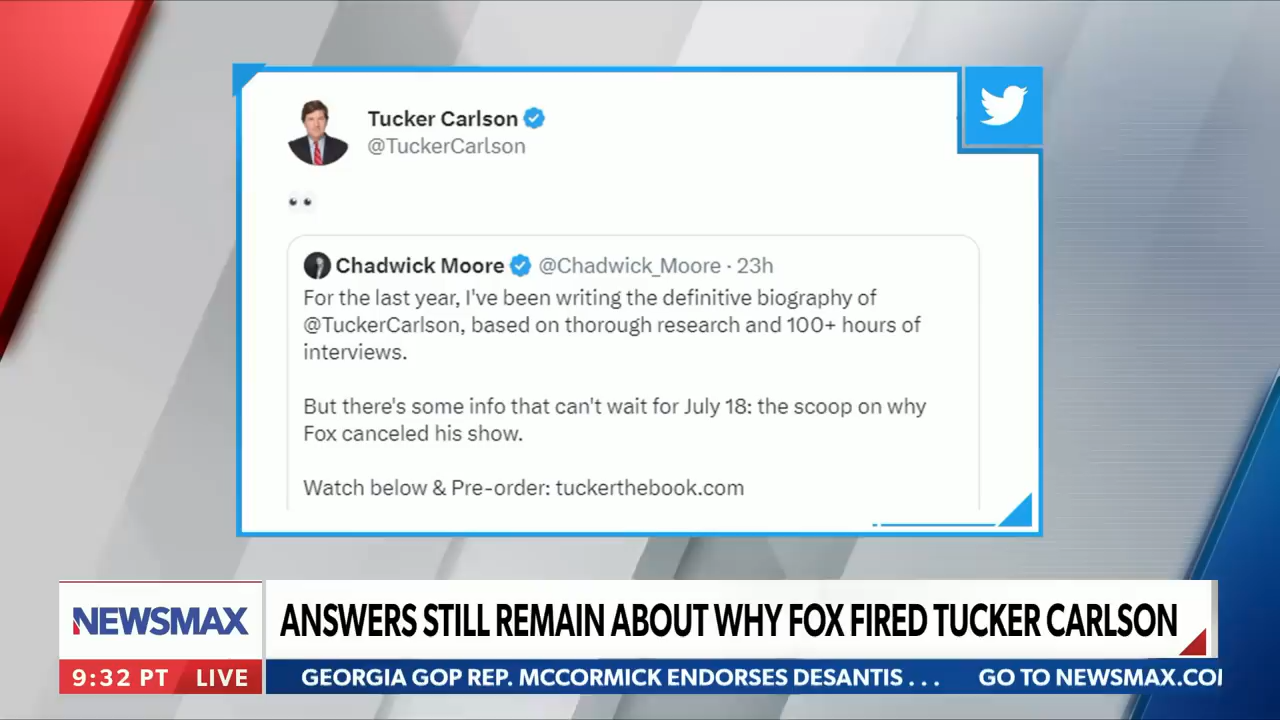 Tucker Carlson
@TuckerCarlson
👀
Chadwick Moore @Chadwick_Moore · 23h
For the last year, I've been writing the definitive biography of
@TuckerCarlson, based on thorough research and 100+ hours of
interviews.
But there's some info that can't wait for July 18: the scoop on why
Fox canceled his show.
Watch below & Pre-order: tuckerthebook.com
NEWSMAX
ANSWERS STILL REMAIN ABOUT WHY FOX FIRED TUCKER CARLSON
9:32 PT LIVE
GEORGIA GOP REP. MCCORMICK ENDORSES DESANTIS . . . GO TO NEWSMAX.CO